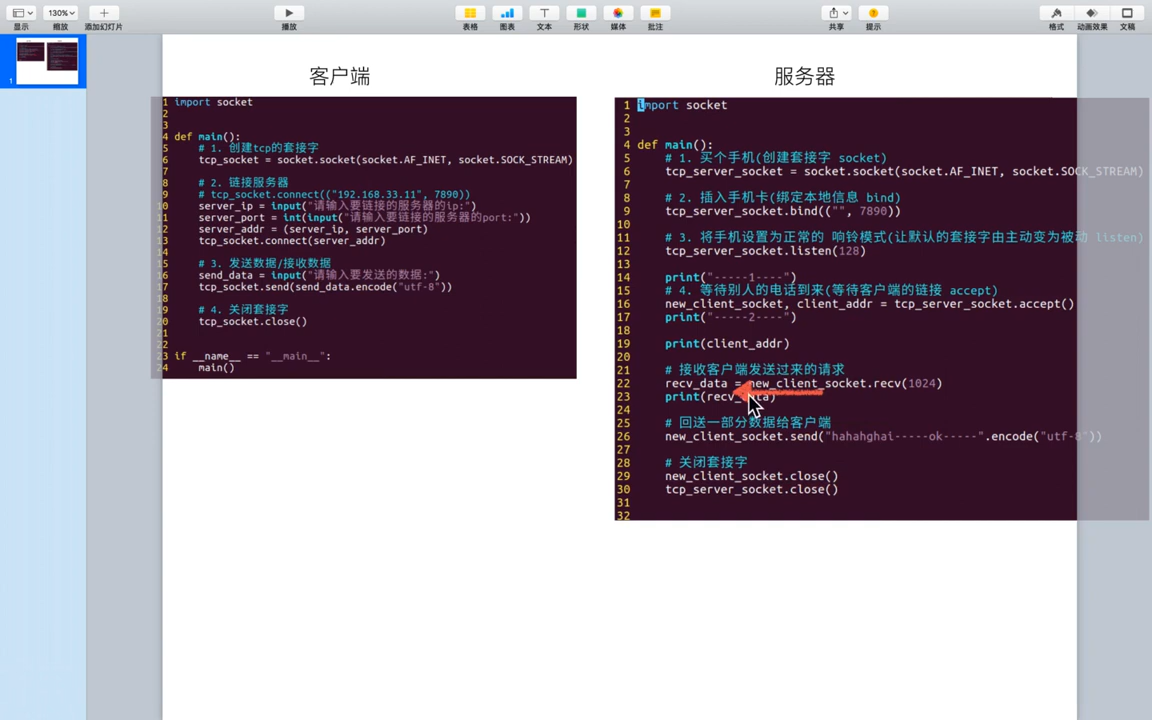 130%
显示
缩放
添加幻灯片
播放
表格
图表
文本
形状
媒体
批注
共享
提示
格式
动画效果
文稿
1
客户端
1 import socket
2
3
4 def main():
5 # 1. 创建tcp的套接字
6 tcp_socket = socket.socket(socket.AF_INET, socket.SOCK_STREAM)
7
8 # 2. 链接服务器
9 # tcp_socket.connect(("192.168.33.11", 7890))
10 server_ip = input("请输入要链接的服务器的ip:")
11 server_port = int(input("请输入要链接的服务器的port:"))
12 server_addr = (server_ip, server_port)
13 tcp_socket.connect(server_addr)
14
15 # 3. 发送数据/接收数据
16 send_data = input("请输入要发送的数据:")
17 tcp_socket.send(send_data.encode("utf-8"))
18
19 # 4. 关闭套接字
20 tcp_socket.close()
21
22
23 if __name__ == "__main__":
24 main()
服务器
1 import socket
2
3
4 def main():
5 # 1. 买个手机(创建套接字 socket)
6 tcp_server_socket = socket.socket(socket.AF_INET, socket.SOCK_STREAM)
7
8 # 2. 插入手机卡(绑定本地信息 bind)
9 tcp_server_socket.bind(("", 7890))
10
11 # 3. 将手机设置为正常的 响铃模式(让默认的套接字由主动变为被动 listen)
12 tcp_server_socket.listen(128)
13
14 print("-----1----")
15 # 4. 等待别人的电话到来(等待客户端的链接 accept)
16 new_client_socket, client_addr = tcp_server_socket.accept()
17 print("-----2----")
18
19 print(client_addr)
20
21 # 接收客户端发送过来的请求
22 recv_data = new_client_socket.recv(1024)
23 print(recv_data)
24
25 # 回送一部分数据给客户端
26 new_client_socket.send("hahahghai-----ok-----".encode("utf-8"))
27
28 # 关闭套接字
29 new_client_socket.close()
30 tcp_server_socket.close()
31
32